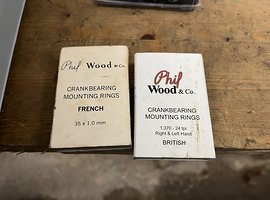 Phil Wood & Co.
CRANKBEARING
MOUNTING RINGS
FRENCH
35 x 1.0 mm
Phil
Wood & Co.
CRANKBEARING
MOUNTING RINGS
1.370 - 24 tpi
Right & Left Hand
BRITISH